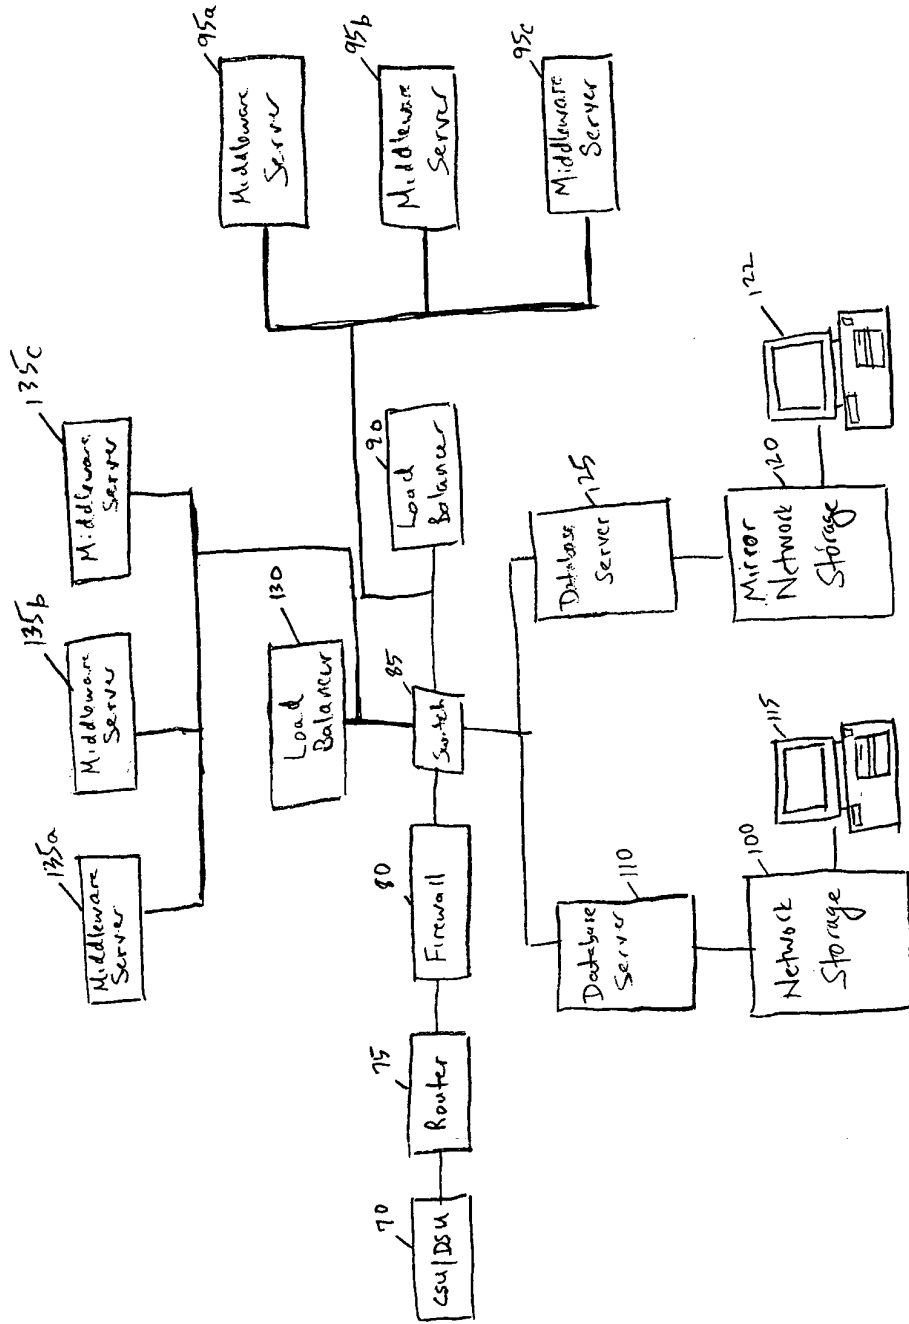 135a
Middleware
Server
135b
Middleware
Server
135c
Middleware
Server
95a
Middleware
Server
95b
Middleware
Server
95c
Middleware
Server
130
Load
Balancer
90
Load
Balancer
70
CSU/DSU
75
Router
80
Firewall
85
Switch
110
Database
Server
125
Database
Server
100
Network
Storage
115
120
Mirror
Network
Storage
122